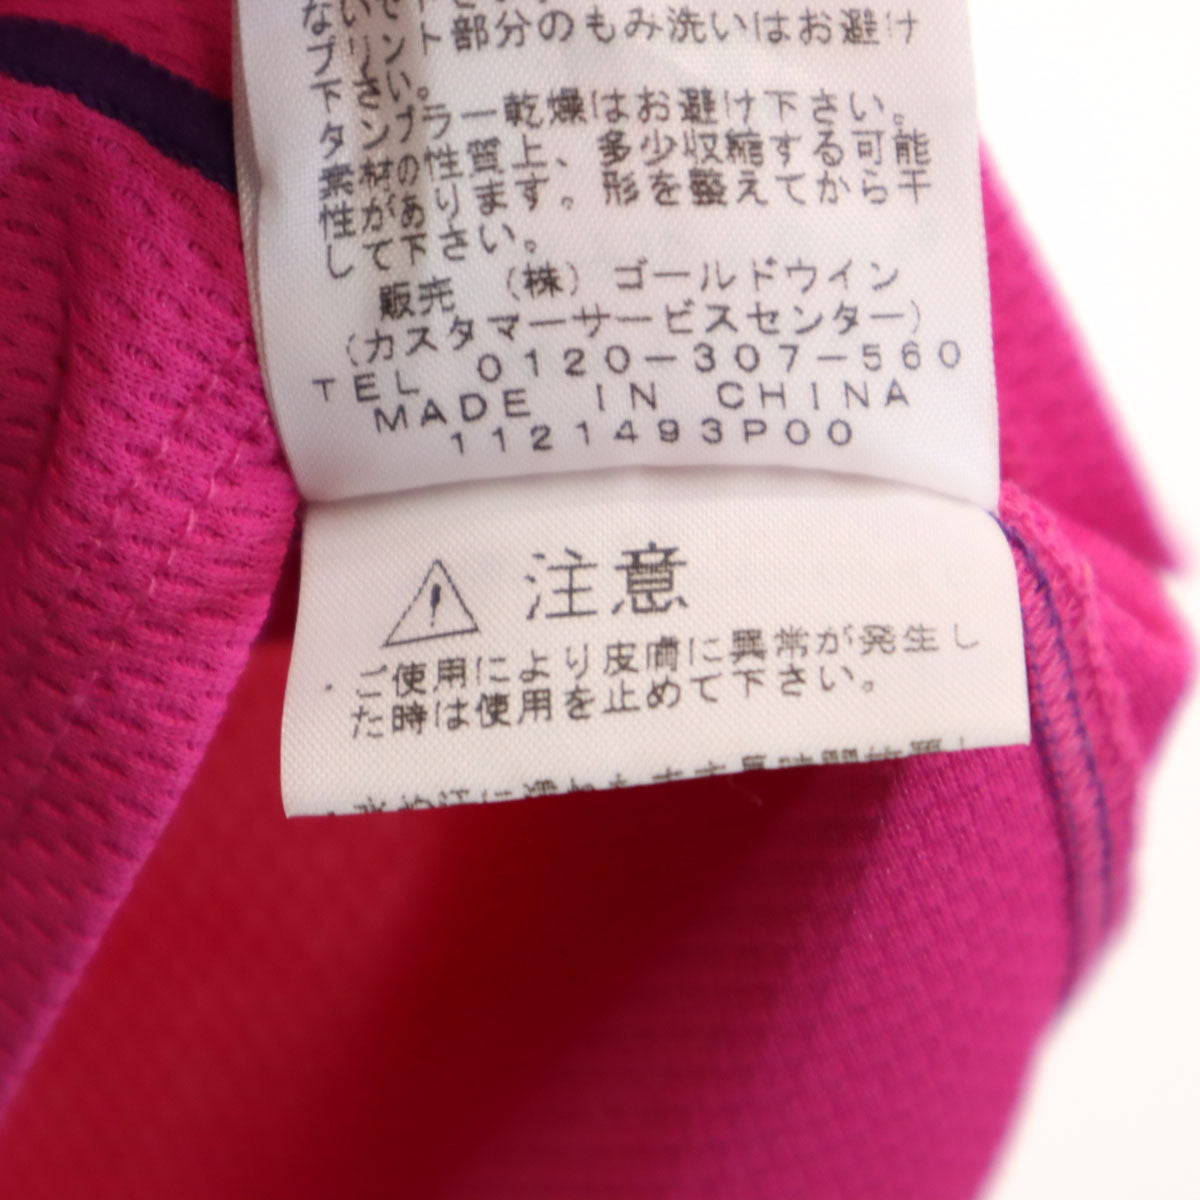 プリント部分のもみ洗いはお避け
下さい。
タンブラー乾燥はお避け下さい。
素材の性質上、多少収縮する可能
性があります。形を整えてから干
して下さい。
販売 (株)ゴールドウイン
(カスタマーサービスセンター)
TEL 0120-307-560
MADE IN CHINA
1121493P00
注意
・ご使用により皮膚に異常が発生し
た時は使用を止めて下さい。